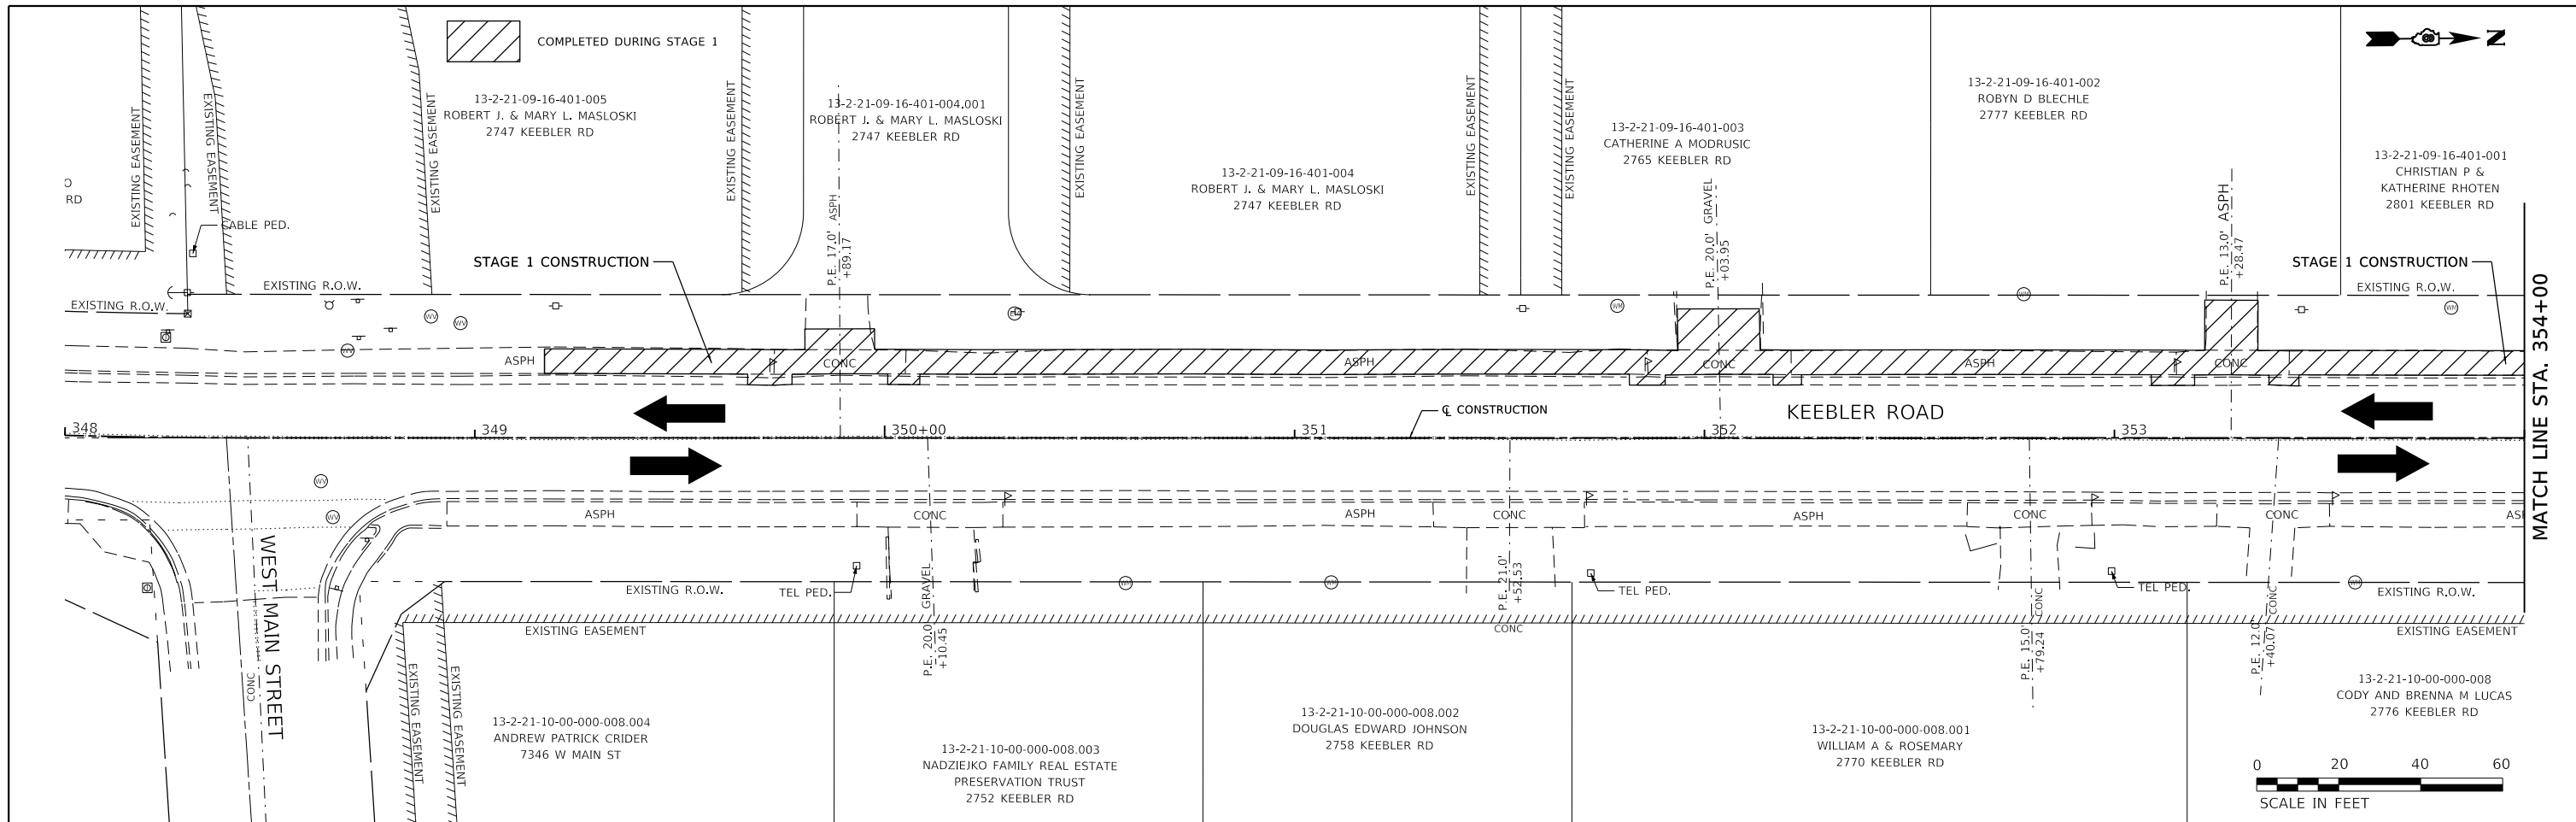 COMPLETED DURING STAGE 1
N
13-2-21-09-16-401-005
ROBERT J. & MARY L. MASLOSKI
2747 KEEBLER RD
13-2-21-09-16-401-004.001
ROBERT J. & MARY L. MASLOSKI
2747 KEEBLER RD
13-2-21-09-16-401-004
ROBERT J. & MARY L. MASLOSKI
2747 KEEBLER RD
13-2-21-09-16-401-003
CATHERINE A MODRUSIC
2765 KEEBLER RD
13-2-21-09-16-401-002
ROBYN D BLECHLE
2777 KEEBLER RD
13-2-21-09-16-401-001
CHRISTIAN P &
KATHERINE RHOTEN
2801 KEEBLER RD
O
RD
EXISTING EASEMENT
EXISTING EASEMENT
EXISTING EASEMENT
EXISTING EASEMENT
EXISTING EASEMENT
EXISTING EASEMENT
EXISTING EASEMENT
CABLE PED.
P.E. 17.0' ASPH
+89.17
P.E. 20.0' GRAVEL
+03.95
P.E. 13.0' ASPH
+28.47
STAGE 1 CONSTRUCTION
STAGE 1 CONSTRUCTION
EXISTING R.O.W.
EXISTING R.O.W.
EXISTING R.O.W.
WV
WV
WV
WM
WM
WM
ASPH
CONC
ASPH
CONC
ASPH
CONC
MATCH LINE STA. 354+00
℄ CONSTRUCTION
KEEBLER ROAD
348
349
350+00
351
352
353
WV
WV
ASPH
CONC
ASPH
CONC
ASPH
CONC
CONC
ASI
WEST MAIN STREET
CONC
EXISTING R.O.W.
TEL PED.
WM
WM
TEL PED.
TEL PED.
WM
EXISTING R.O.W.
P.E. 20.0' GRAVEL
+10.45
P.E. 21.0'
+52.53
CONC
P.E. 15.0' CONC
+79.24
P.E. 12.0' CONC
+40.07
EXISTING EASEMENT
EXISTING EASEMENT
EXISTING EASEMENT
EXISTING EASEMENT
13-2-21-10-00-000-008.004
ANDREW PATRICK CRIDER
7346 W MAIN ST
13-2-21-10-00-000-008.003
NADZIEJKO FAMILY REAL ESTATE
PRESERVATION TRUST
2752 KEEBLER RD
13-2-21-10-00-000-008.002
DOUGLAS EDWARD JOHNSON
2758 KEEBLER RD
13-2-21-10-00-000-008.001
WILLIAM A & ROSEMARY
2770 KEEBLER RD
13-2-21-10-00-000-008
CODY AND BRENNA M LUCAS
2776 KEEBLER RD
0 20 40 60
SCALE IN FEET